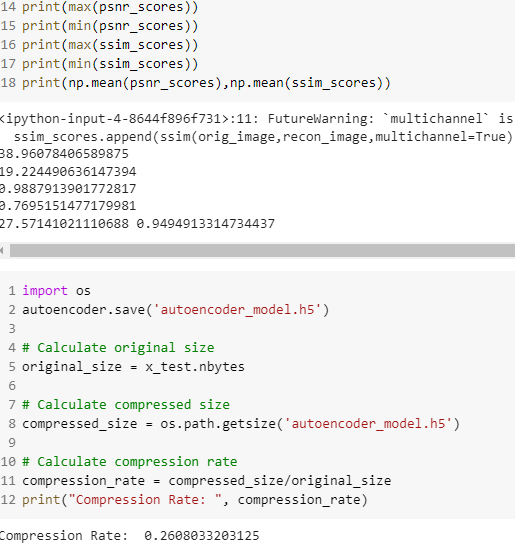 14 print(max(psnr_scores))
15 print(min(psnr_scores))
16 print(max(ssim_scores))
17 print(min(ssim_scores))
18 print(np.mean(psnr_scores),np.mean(ssim_scores))
<ipython-input-4-8644f896f731>:11: FutureWarning: `multichannel` is
ssim_scores.append(ssim(orig_image,recon_image,multichannel=True)
38.96078406589875
19.224490636147394
0.9887913901772817
0.7695151477179981
27.57141021110688 0.9494913314734437
1 import os
2 autoencoder.save('autoencoder_model.h5')
3
4 # Calculate original size
5 original_size = x_test.nbytes
6
7 # Calculate compressed size
8 compressed_size = os.path.getsize('autoencoder_model.h5')
9
10 # Calculate compression rate
11 compression_rate = compressed_size/original_size
12 print("Compression Rate: ", compression_rate)
Compression Rate:  0.2608033203125